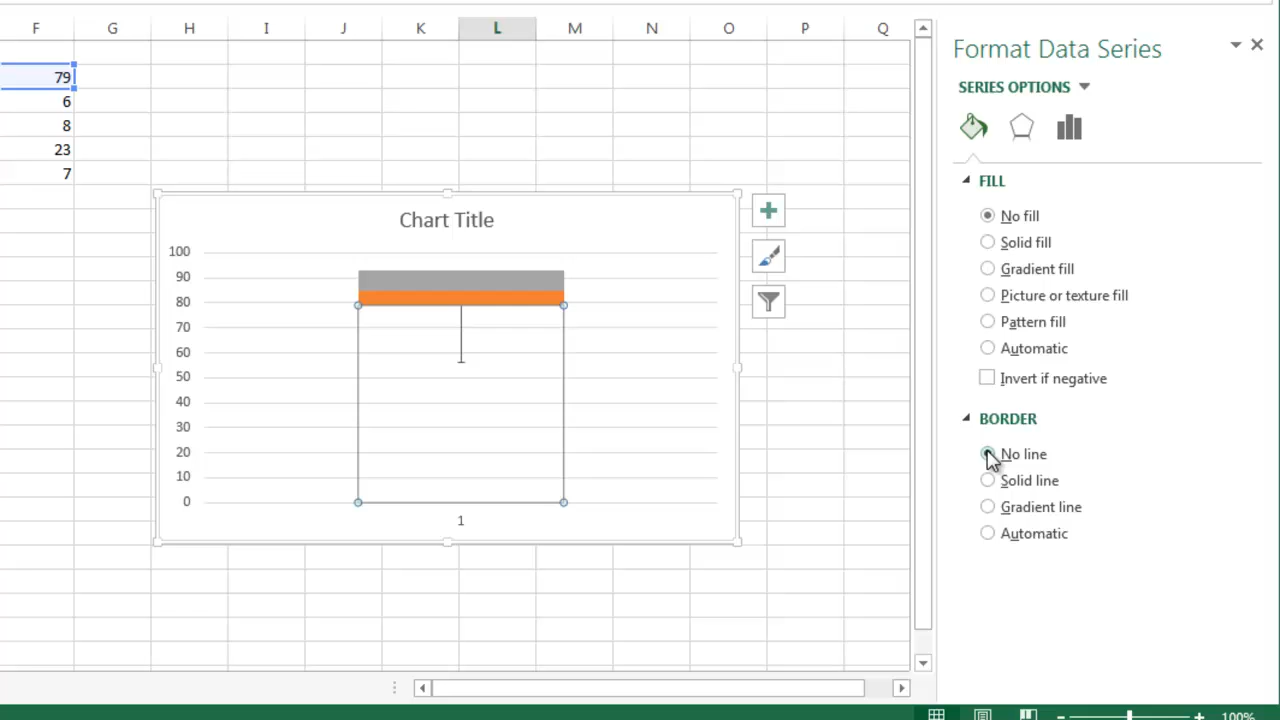 F G H I J K L M N O P Q
79
6
8
23
7
Chart Title
100
90
80
70
60
50
40
30
20
10
0
1
Format Data Series
SERIES OPTIONS
FILL
No fill
Solid fill
Gradient fill
Picture or texture fill
Pattern fill
Automatic
Invert if negative
BORDER
No line
Solid line
Gradient line
Automatic
100%